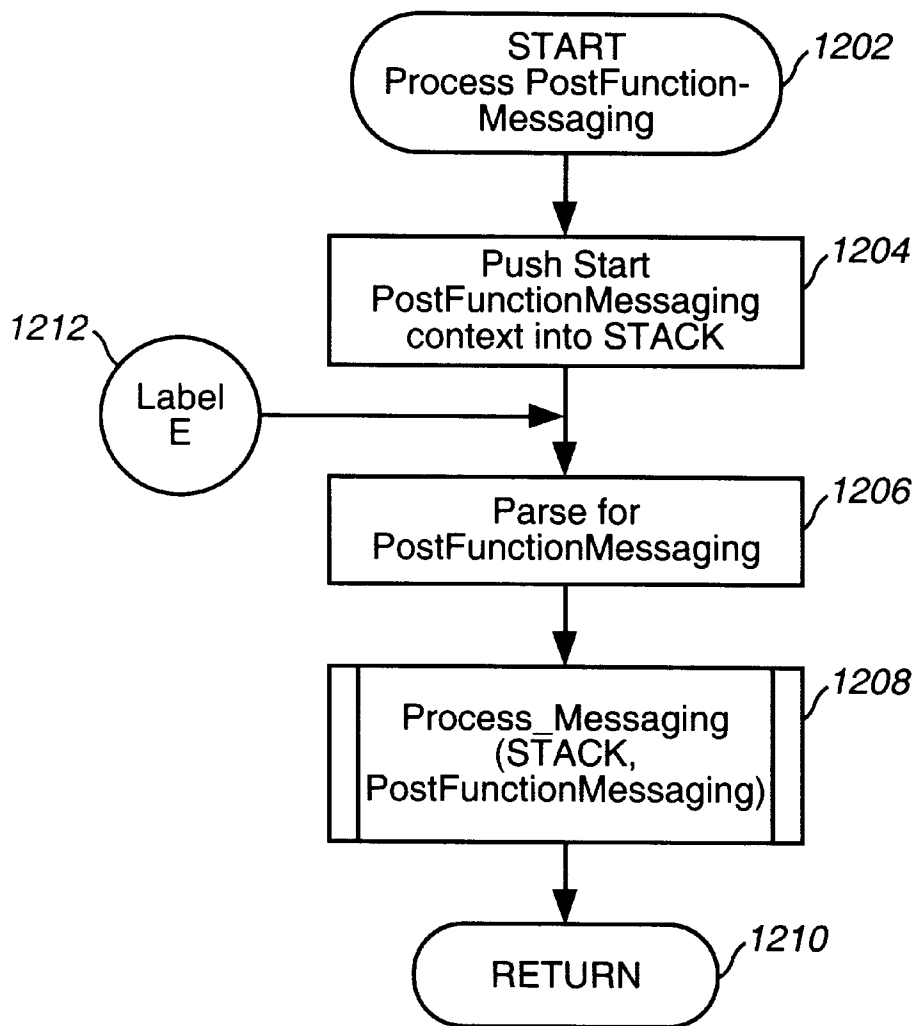 START
Process PostFunction-
Messaging
1202
Push Start
PostFunctionMessaging
context into STACK
1204
1212
Label
E
Parse for
PostFunctionMessaging
1206
Process_Messaging
(STACK,
PostFunctionMessaging)
1208
RETURN
1210